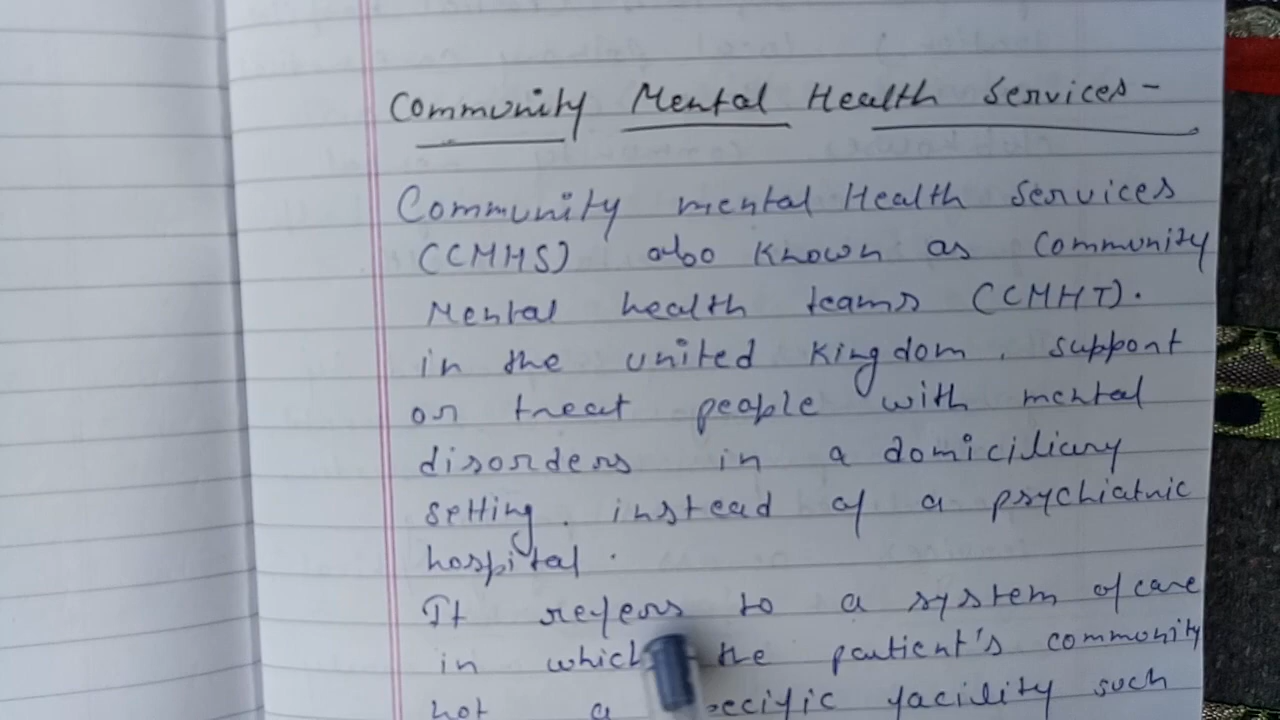 Community Mental Health Services -
Community mental Health Services
(CMHS) also known as Community
Mental health teams (CMHT).
in the united Kingdom, support
or treat people with mental
disorders in a domiciliary
setting, instead of a psychiatric
hospital.
It refers to a system of care
in which the patient's community
not a specific facility such